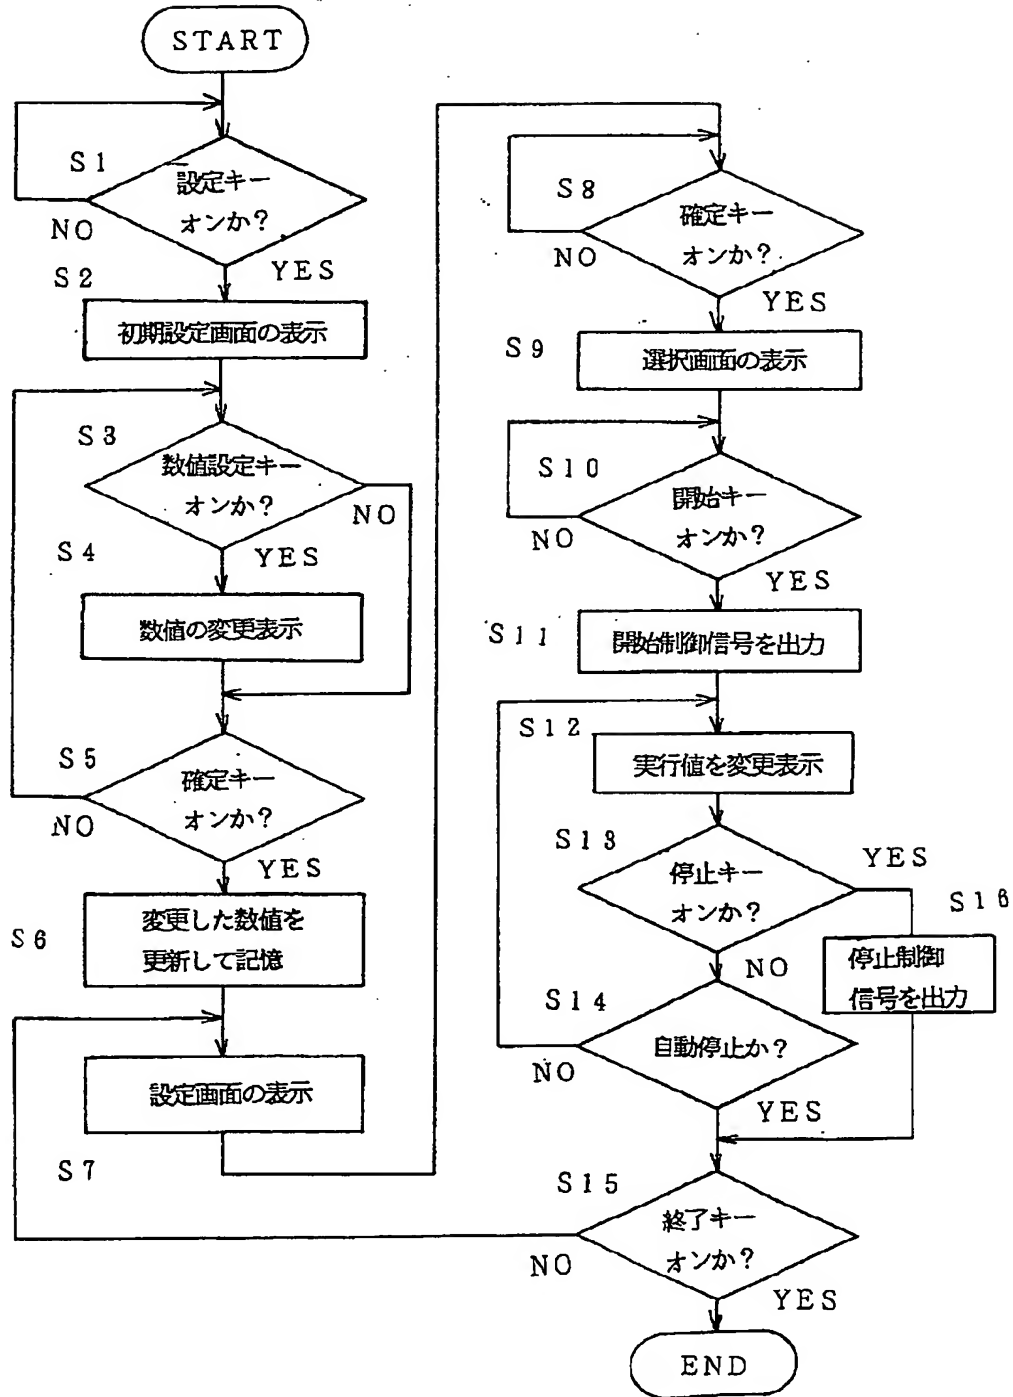 START
S1
設定キー
オンか?
NO
YES
S2
初期設定画面の表示
S3
数値設定キー
オンか?
NO
YES
S4
数値の変更表示
S5
確定キー
オンか?
NO
YES
S6
変更した数値を
更新して記憶
設定画面の表示
S7
S8
確定キー
オンか?
NO
YES
S9
選択画面の表示
S10
開始キー
オンか?
NO
YES
S11
開始制御信号を出力
S12
実行値を変更表示
S13
停止キー
オンか?
YES
S16
停止制御
信号を出力
NO
S14
自動停止か?
NO
YES
S15
終了キー
オンか?
NO
YES
END